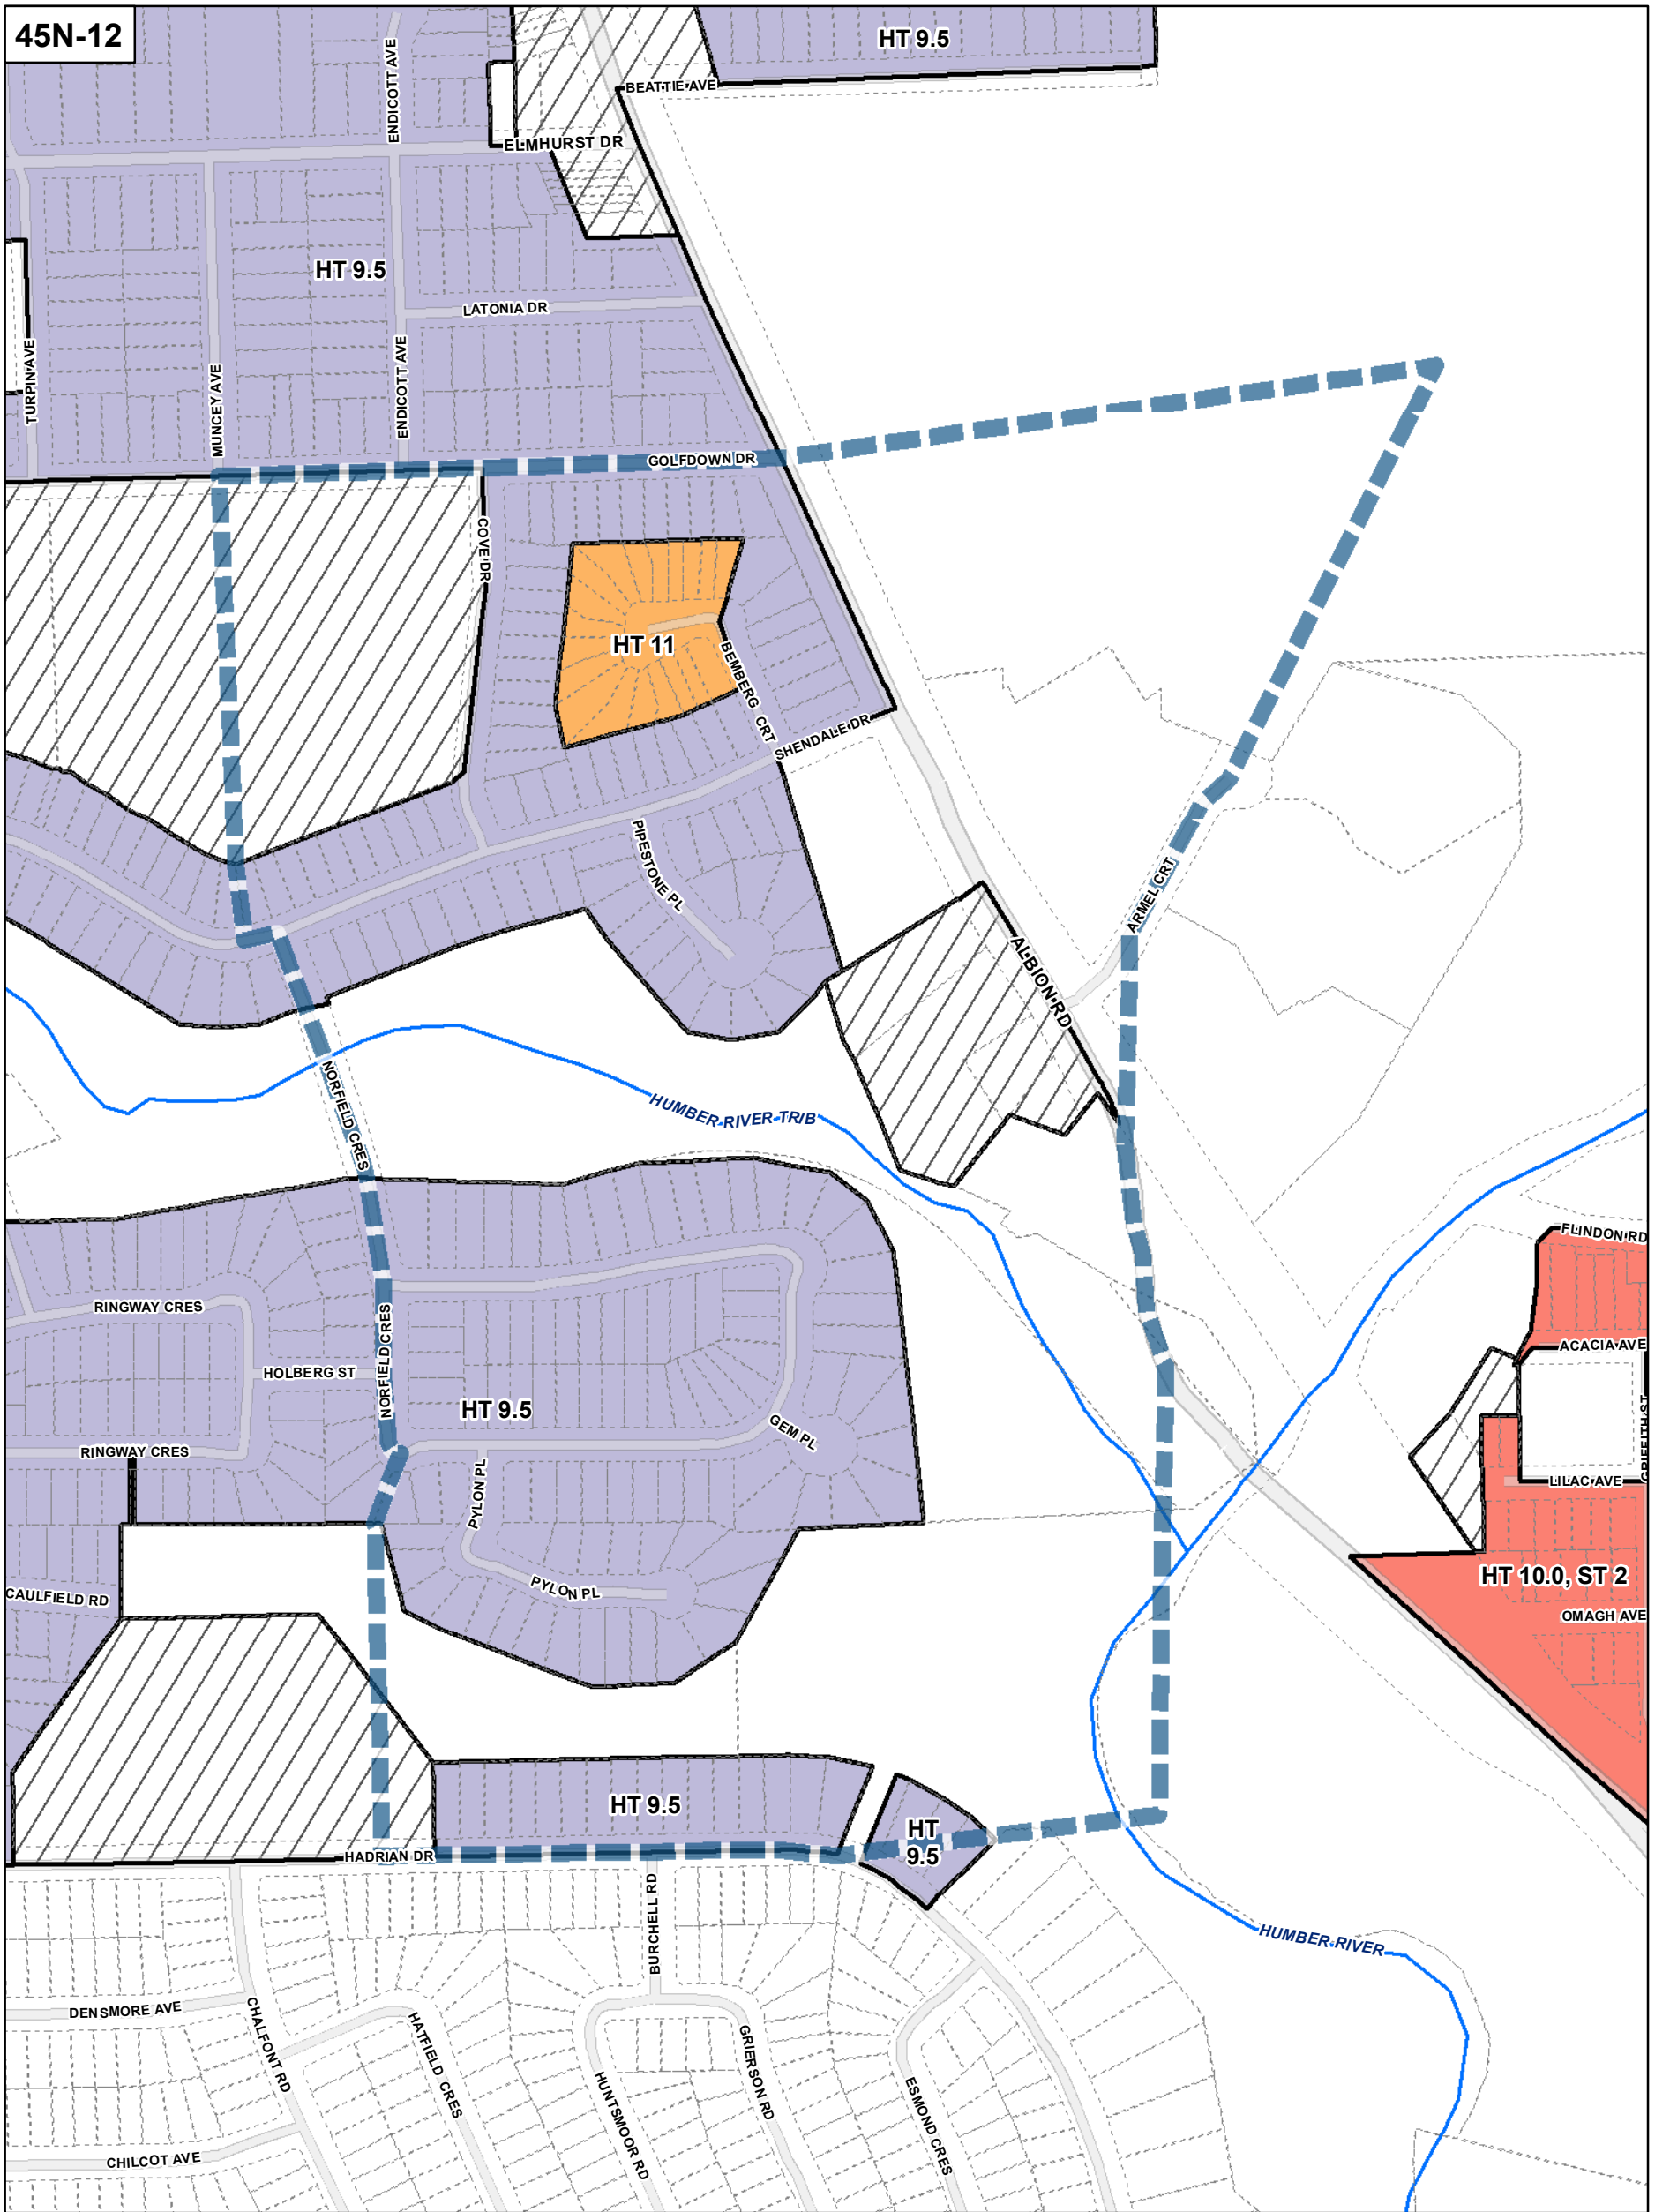 45N-12
HT 9.5
ENDICOTT AVE
BEATTIE AVE
ELMHURST DR
HT 9.5
LATONIA DR
TURPIN AVE
MUNCEY AVE
ENDICOTT AVE
GOLFDOWN DR
COVE DR
HT 11
BEMBERG CRT
SHENDALE DR
PIPESTONE PL
ARMEL CRT
ALBION RD
NORFIELD CRES
HUMBER RIVER TRIB
FLINDON RD
RINGWAY CRES
NORFIELD CRES
ACACIA AVE
HOLBERG ST
HT 9.5
GEM PL
GRIFFITH ST
RINGWAY CRES
PYLON PL
LILAC AVE
HT 10.0, ST 2
PYLON PL
CAULFIELD RD
OMAGH AVE
HT 9.5
HT
9.5
HADRIAN DR
BURCHELL RD
HUMBER RIVER
DENSMORE AVE
CHALFONT RD
HATFIELD CRES
GRIERSON RD
HUNTSMOOR RD
ESMOND CRES
CHILCOT AVE